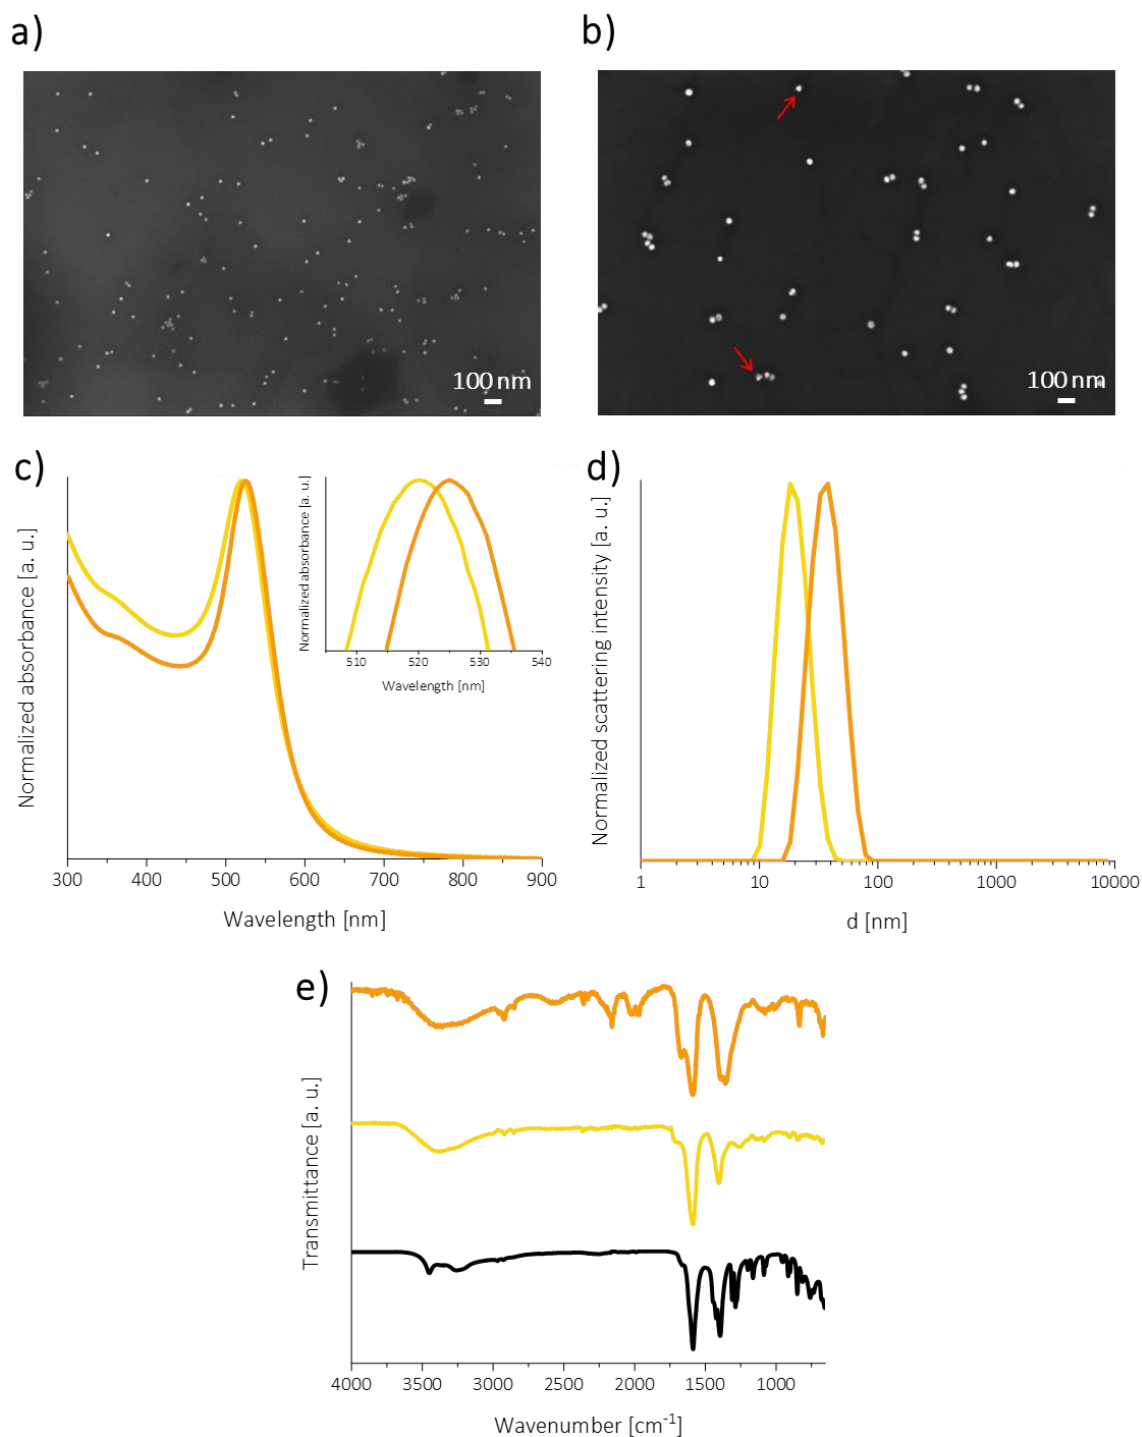 a)
b)
100 nm
100 nm
c)
Normalized absorbance [a. u.]
Normalized absorbance [a. u.]
510 520 530 540
Wavelength [nm]
300 400 500 600 700 800 900
Wavelength [nm]
d)
Normalized scattering intensity [a. u.]
1 10 100 1000 10000
d [nm]
e)
Transmittance [a. u.]
4000 3500 3000 2500 2000 1500 1000
Wavenumber [cm⁻¹]